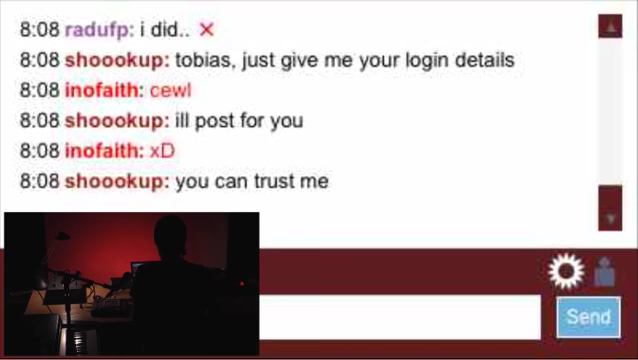 8:08 radufp: i did.. ×
8:08 shoookup: tobias, just give me your login details
8:08 inofaith: cewl
8:08 shoookup: ill post for you
8:08 inofaith: xD
8:08 shoookup: you can trust me
Send